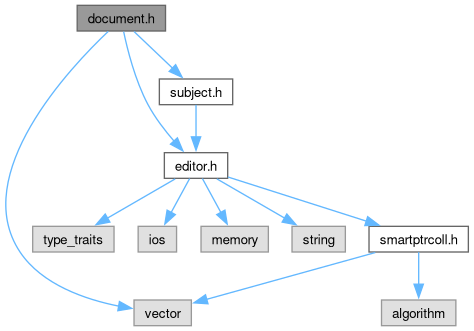 document.h
subject.h
editor.h
type_traits
ios
memory
string
smartptrcoll.h
vector
algorithm